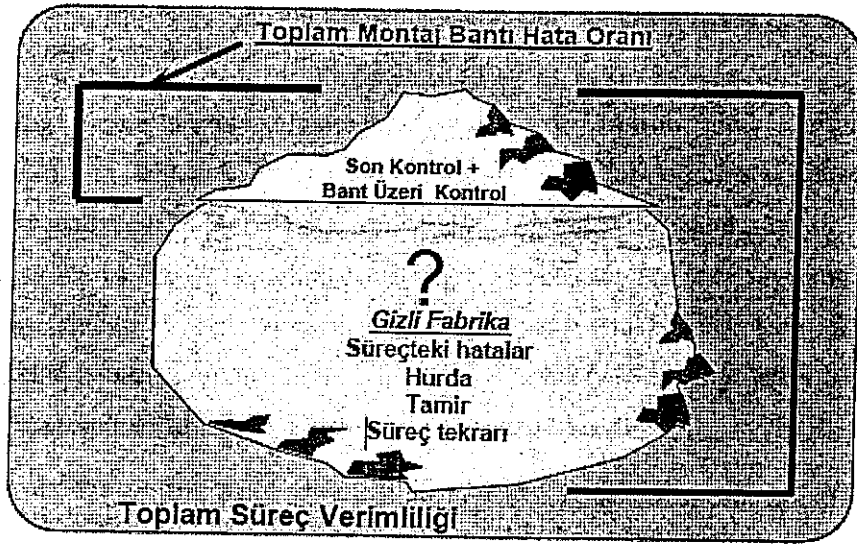 Toplam Montaj Bantı Hata Oranı
Son Kontrol +
Bant Üzeri Kontrol
?
Gizli Fabrika
Süreçteki hatalar
Hurda
Tamir
Süreç tekrarı
Toplam Süreç Verimliliği